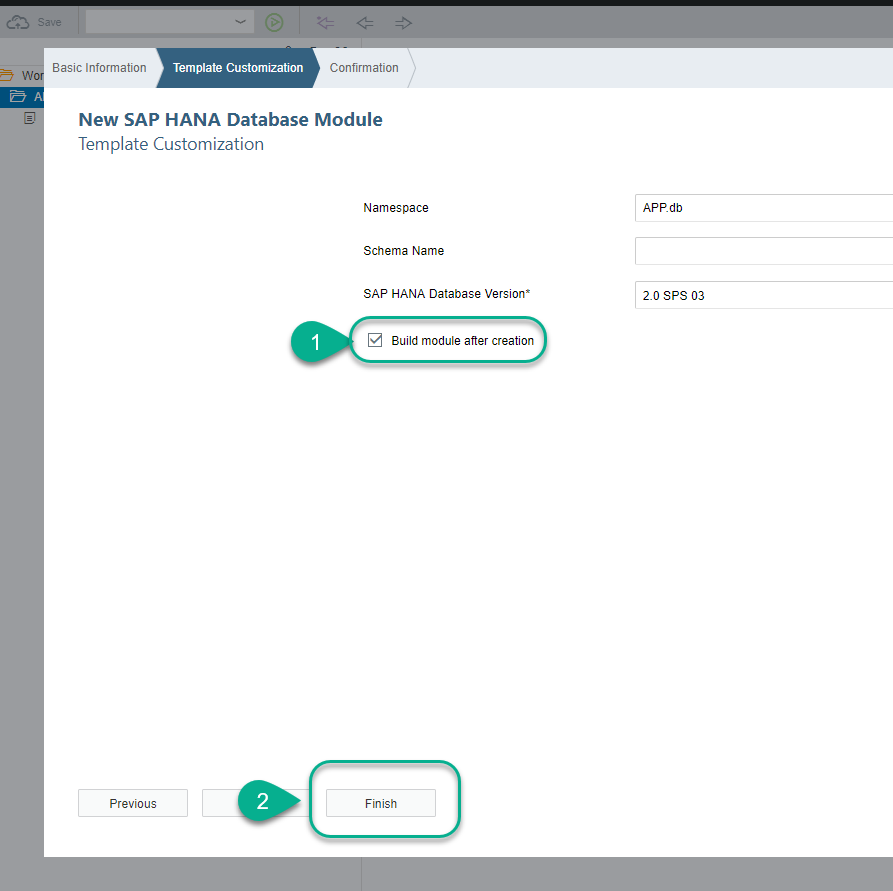 Save
Wor
Basic Information
Template Customization
Confirmation
New SAP HANA Database Module
Template Customization
Namespace
APP.db
Schema Name
SAP HANA Database Version*
2.0 SPS 03
1
Build module after creation
Previous
2
Finish